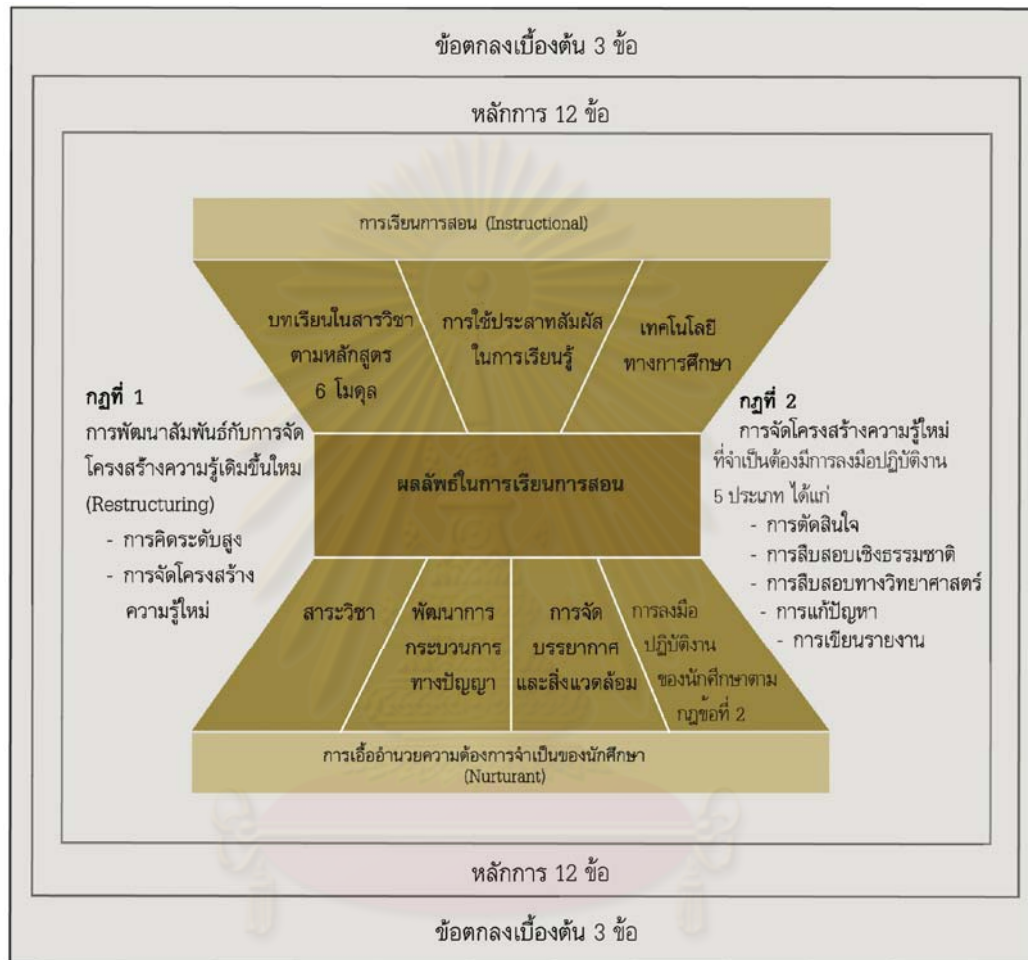 ข้อตกลงเบื้องต้น 3 ข้อ
หลักการ 12 ข้อ
การเรียนการสอน (Instructional)
บทเรียนในสารวิชา
ตามหลักสูตร
6 โมดุล
การใช้ประสาทสัมผัส
ในการเรียนรู้
เทคโนโลยี
ทางการศึกษา
กฎที่ 1
การพัฒนาสัมพันธ์กับการจัด
โครงสร้างความรู้เดิมขึ้นใหม
(Restructuring)
- การคิดระดับสูง
- การจัดโครงสร้าง
ความรู้ใหม่
ผลลัพธ์ในการเรียนการสอน
กฎที่ 2
การจัดโครงสร้างความรู้ใหม่
ที่จำเป็นต้องมีการลงมือปฏิบัติงาน
5 ประเภท ได้แก่
- การตัดสินใจ
- การสืบสอบเชิงธรรมชาติ
- การสืบสอบทางวิทยาศาสตร์
- การแก้ปัญหา
- การเขียนรายงาน
สาระวิชา
พัฒนาการ
กระบวนการ
ทางปัญญา
การจัด
บรรยากาศ
และสิ่งแวดล้อม
การลงมือ
ปฏิบัติงาน
ของนักศึกษาตาม
กฎข้อที่ 2
การเอื้ออำนวยความต้องการจำเป็นของนักศึกษา
(Nurturant)
หลักการ 12 ข้อ
ข้อตกลงเบื้องต้น 3 ข้อ